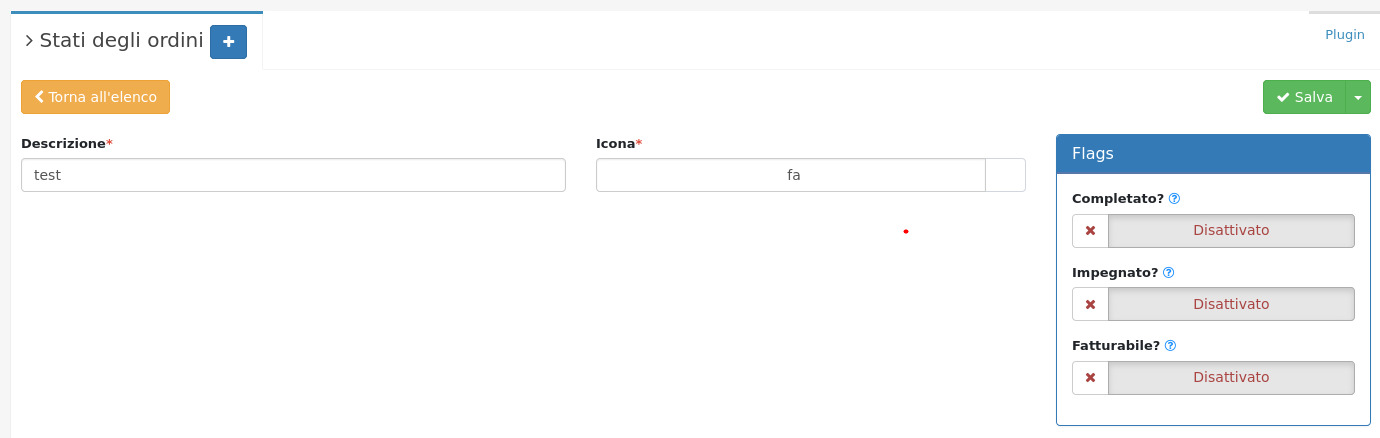 Stati degli ordini
Plugin
Torna all'elenco
Salva
Descrizione*
Icona*
Flags
test
fa
Completato?
Disattivato
Impegnato?
Disattivato
Fatturabile?
Disattivato